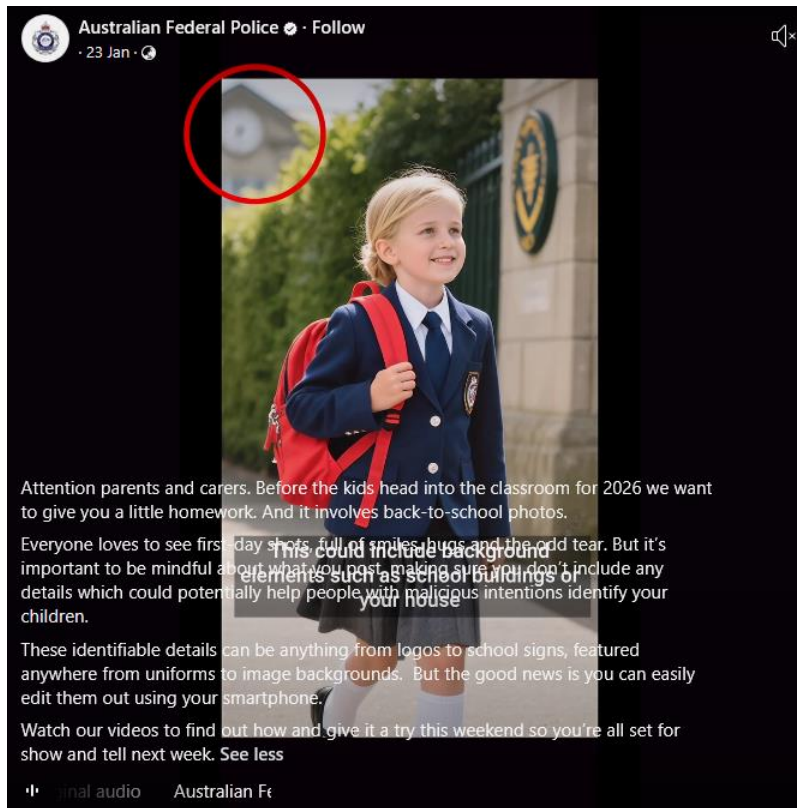 Australian Federal Police · Follow
· 23 Jan ·
Attention parents and carers. Before the kids head into the classroom for 2026 we want
to give you a little homework. And it involves back-to-school photos.
Everyone loves to see first-day shots, full of smiles, hugs and the odd tear. But it's
important to be mindful about what you post, making sure you don't include any
details which could potentially help people with malicious intentions identify your
children.
This could include background
elements such as school buildings or
your house
These identifiable details can be anything from logos to school signs, featured
anywhere from uniforms to image backgrounds. But the good news is you can easily
edit them out using your smartphone.
Watch our videos to find out how and give it a try this weekend so you're all set for
show and tell next week. See less
audio Australian